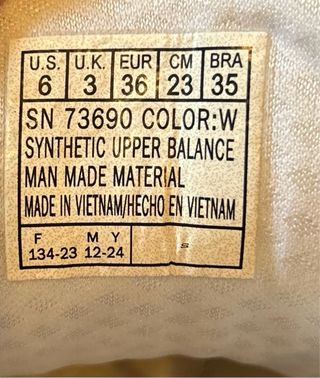 U.S. U.K. EUR CM BRA
6 3 36 23 35
SN 73690 COLOR:W
SYNTHETIC UPPER BALANCE
MAN MADE MATERIAL
MADE IN VIETNAM/HECHO EN VIETNAM
F M Y
134-23 12-24 S